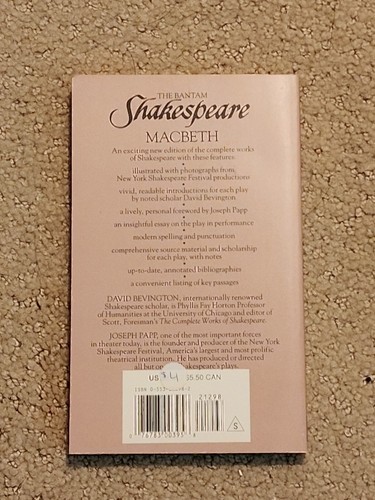 THE BANTAM
Shakespeare
MACBETH
An exciting new edition of the complete works
of Shakespeare with these features:
illustrated with photographs from
New York Shakespeare Festival productions
vivid, readable introductions for each play
by noted scholar David Bevington
a lively, personal foreword by Joseph Papp
an insightful essay on the play in performance
modern spelling and punctuation
comprehensive source material and scholarship
for each play, with notes
up-to-date, annotated bibliographies
a convenient listing of key passages
DAVID BEVINGTON, internationally renowned
Shakespeare scholar, is Phyllis Fay Horton Professor
of Humanities at the University of Chicago and editor of
Scott, Foresman's The Complete Works of Shakespeare.
JOSEPH PAPP, one of the most important forces
in theater today, is the founder and producer of the New York
Shakespeare Festival, America's largest and most prolific
theatrical institution. He has produced or directed
all but Shakespeare's plays.
US $4 $5.50 CAN
ISBN 0-553-
21298
0 76783 00395
S